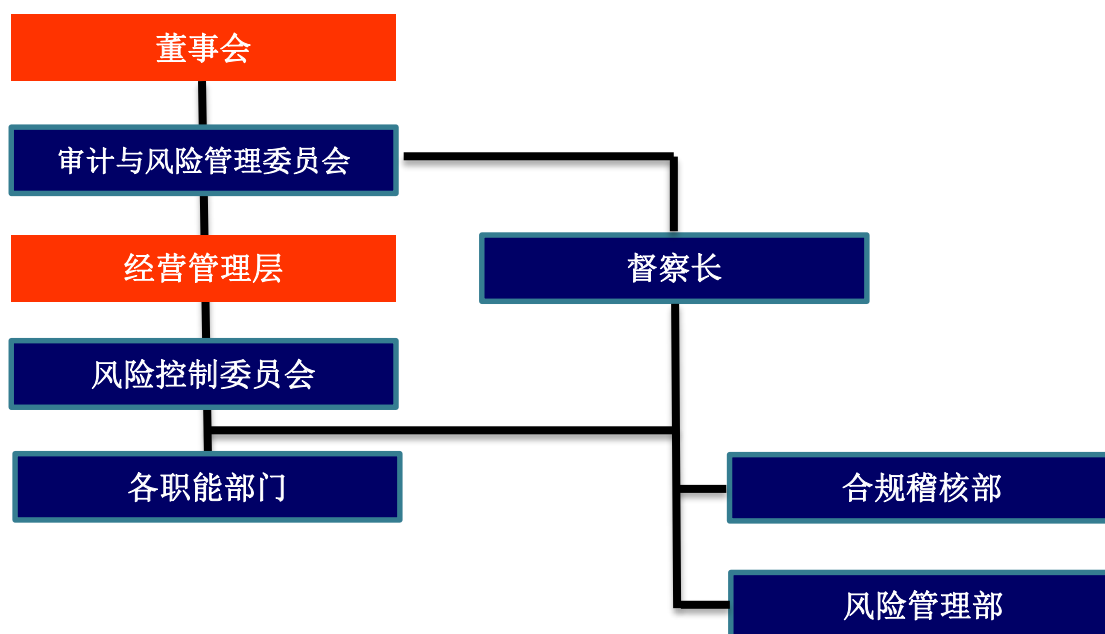 董事会
审计与风险管理委员会
经营管理层
督察长
风险控制委员会
各职能部门
合规稽核部
风险管理部